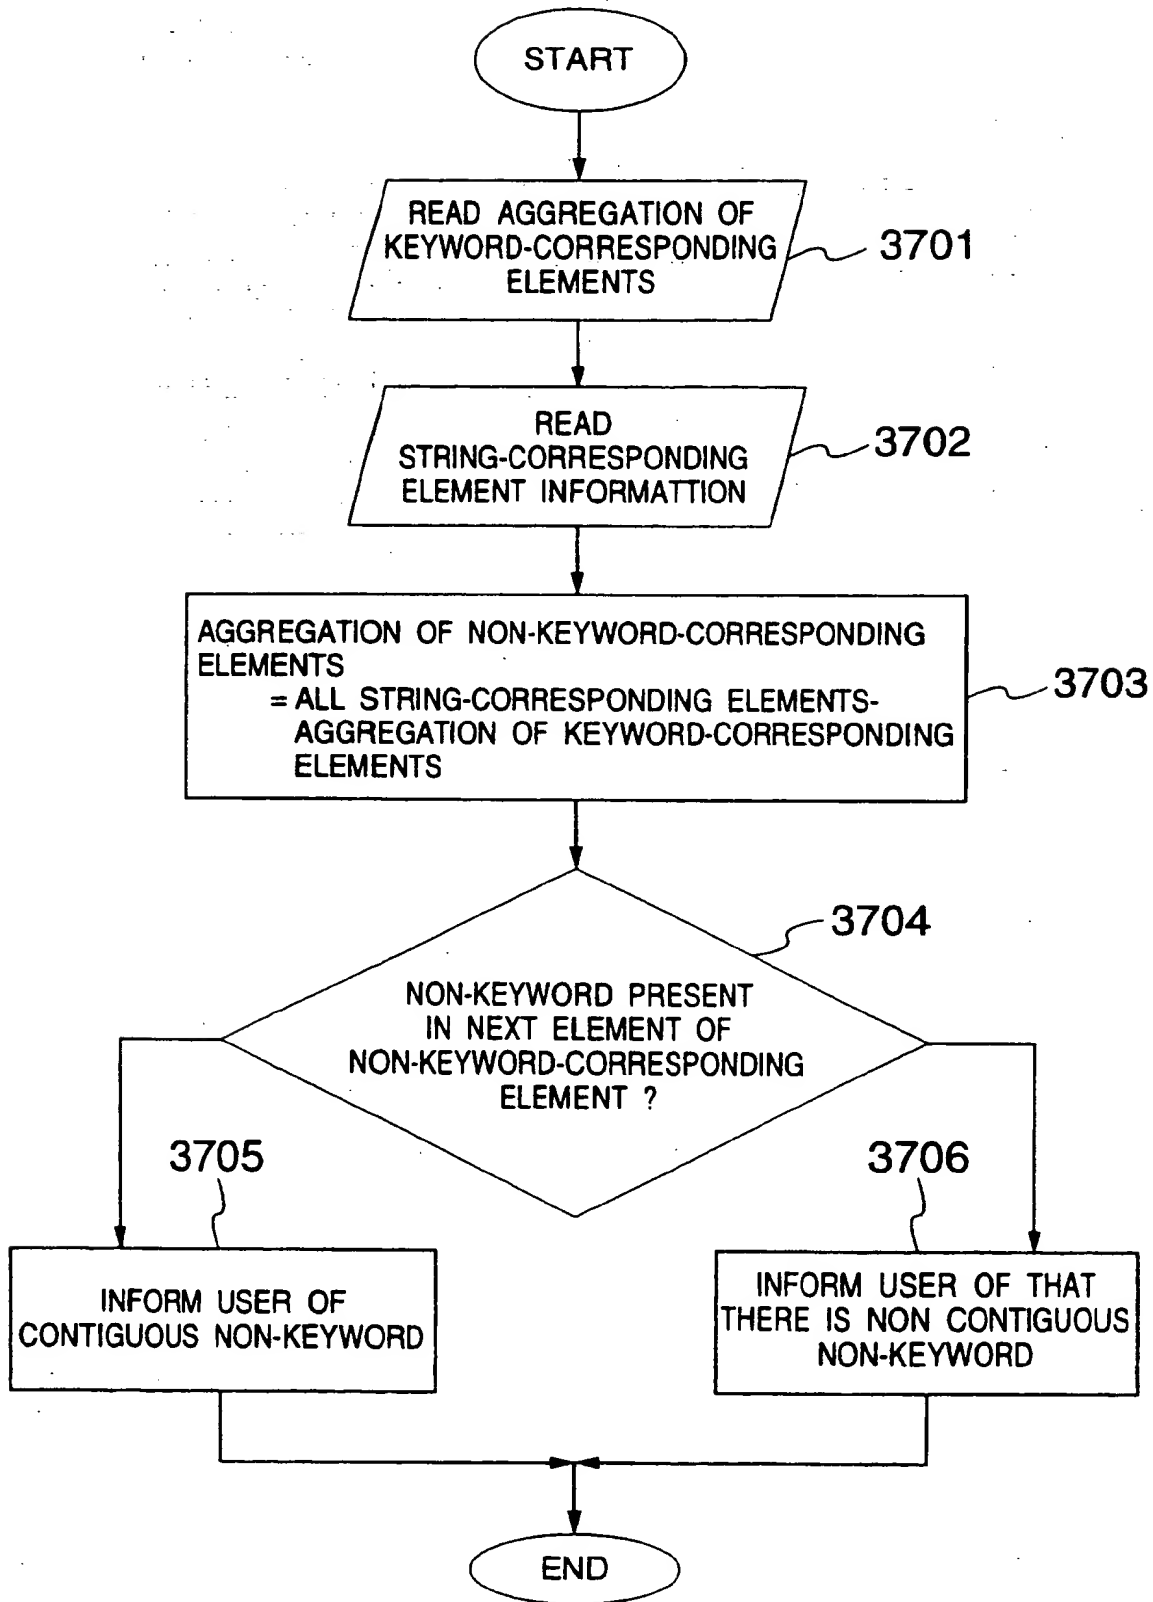 START
READ AGGREGATION OF
KEYWORD-CORRESPONDING
ELEMENTS
3701
READ
STRING-CORRESPONDING
ELEMENT INFORMATTION
3702
AGGREGATION OF NON-KEYWORD-CORRESPONDING
ELEMENTS
= ALL STRING-CORRESPONDING ELEMENTS-
AGGREGATION OF KEYWORD-CORRESPONDING
ELEMENTS
3703
3704
NON-KEYWORD PRESENT
IN NEXT ELEMENT OF
NON-KEYWORD-CORRESPONDING
ELEMENT ?
3705
INFORM USER OF
CONTIGUOUS NON-KEYWORD
3706
INFORM USER OF THAT
THERE IS NON CONTIGUOUS
NON-KEYWORD
END